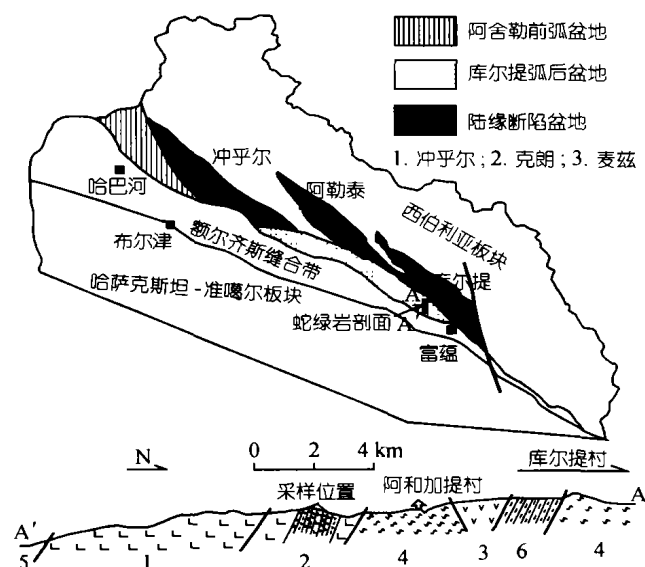 阿舍勒前弧盆地
库尔提弧后盆地
陆缘断陷盆地
1. 冲乎尔; 2. 克朗; 3. 麦兹
冲乎尔
哈巴河
阿勒泰
西伯利亚板块
布尔津
额尔齐斯缝合带
库尔提
哈萨克斯坦-准噶尔板块
A
蛇绿岩剖面 A′
富蕴
N
0 2 4 km
库尔提村
采样位置
阿和加提村
A′
A
5 1 2 4 3 6 4